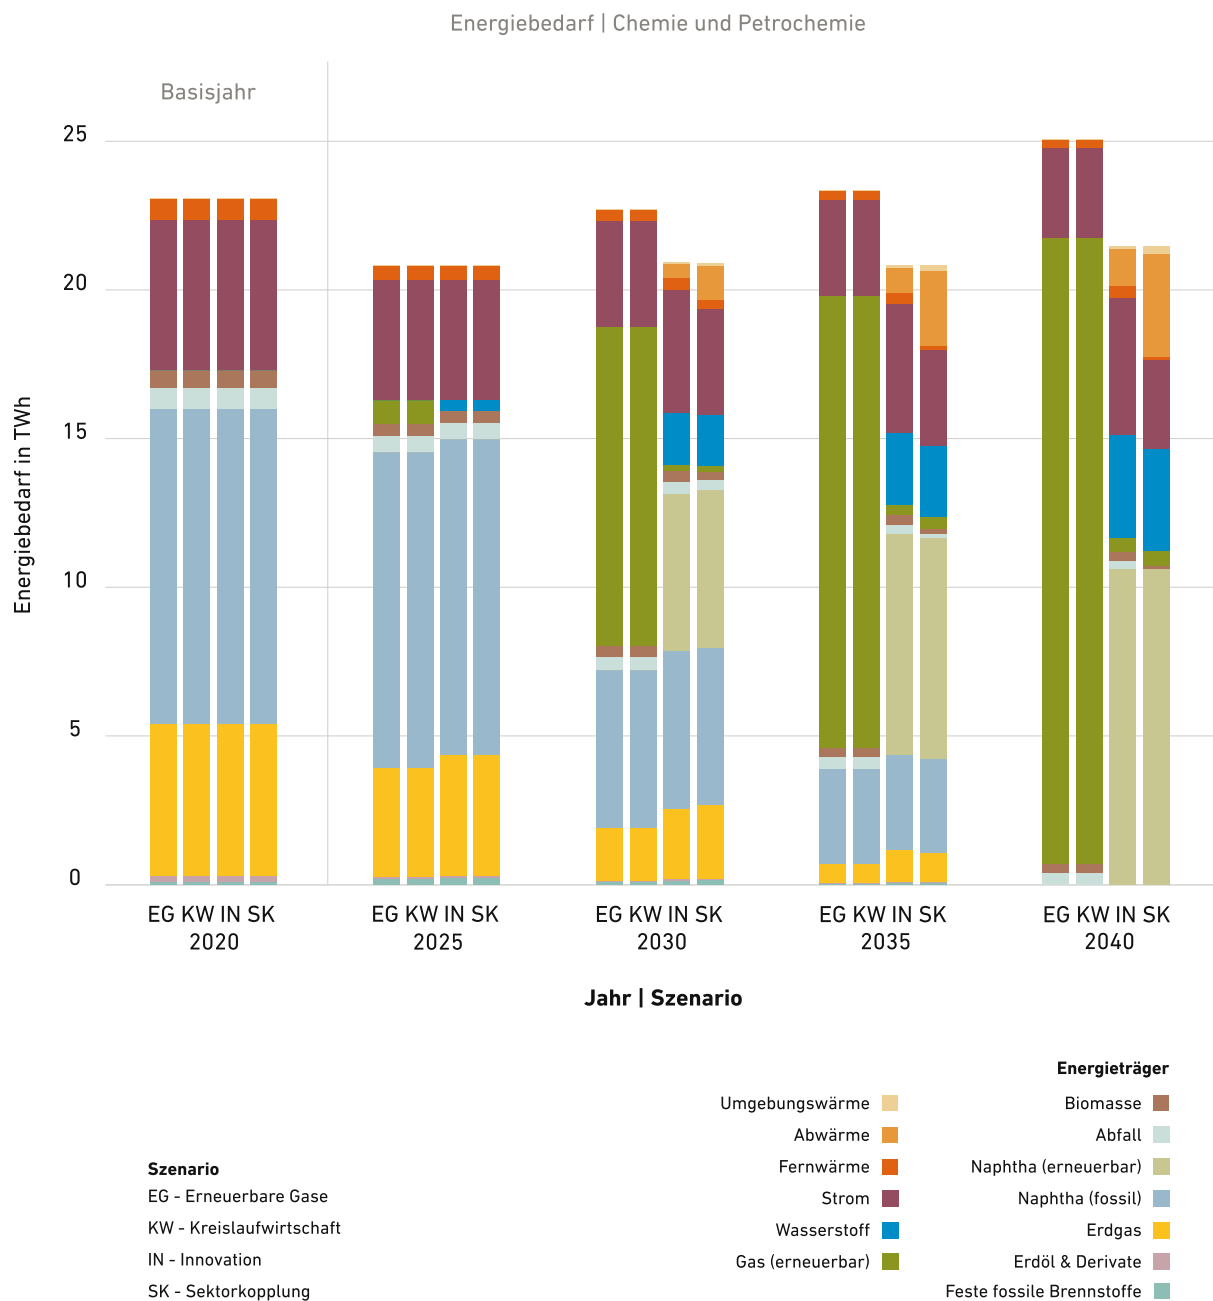 Energiebedarf | Chemie und Petrochemie
Basisjahr
Energiebedarf in TWh
25
20
15
10
5
0
EG KW IN SK EG KW IN SK EG KW IN SK EG KW IN SK EG KW IN SK
2020 2025 2030 2035 2040
Jahr | Szenario
Szenario
EG - Erneuerbare Gase
KW - Kreislaufwirtschaft
IN - Innovation
SK - Sektorkopplung
Umgebungswärme
Abwärme
Fernwärme
Strom
Wasserstoff
Gas (erneuerbar)
Energieträger
Biomasse
Abfall
Naphtha (erneuerbar)
Naphtha (fossil)
Erdgas
Erdöl & Derivate
Feste fossile Brennstoffe